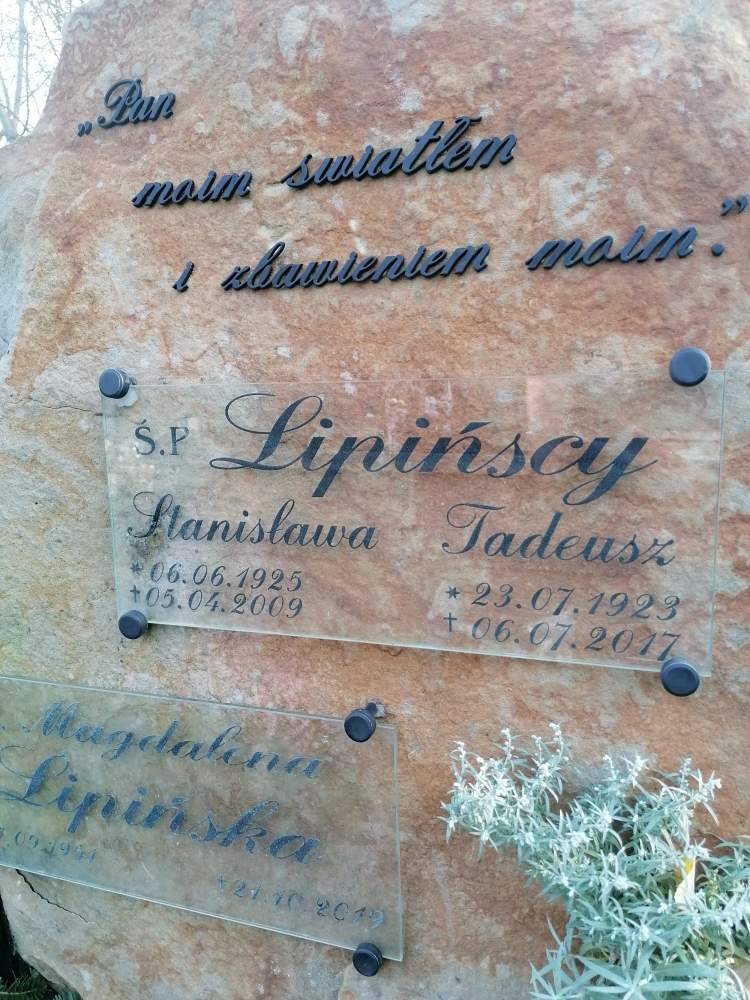 „Pan
moim światłem
i zbawieniem moim.”
Ś.P Lipińscy
Stanisława Tadeusz
* 06.06.1925 * 23.07.1923
† 05.04.2009 † 06.07.2017
Magdalena
Lipińska
† 21.10.2019